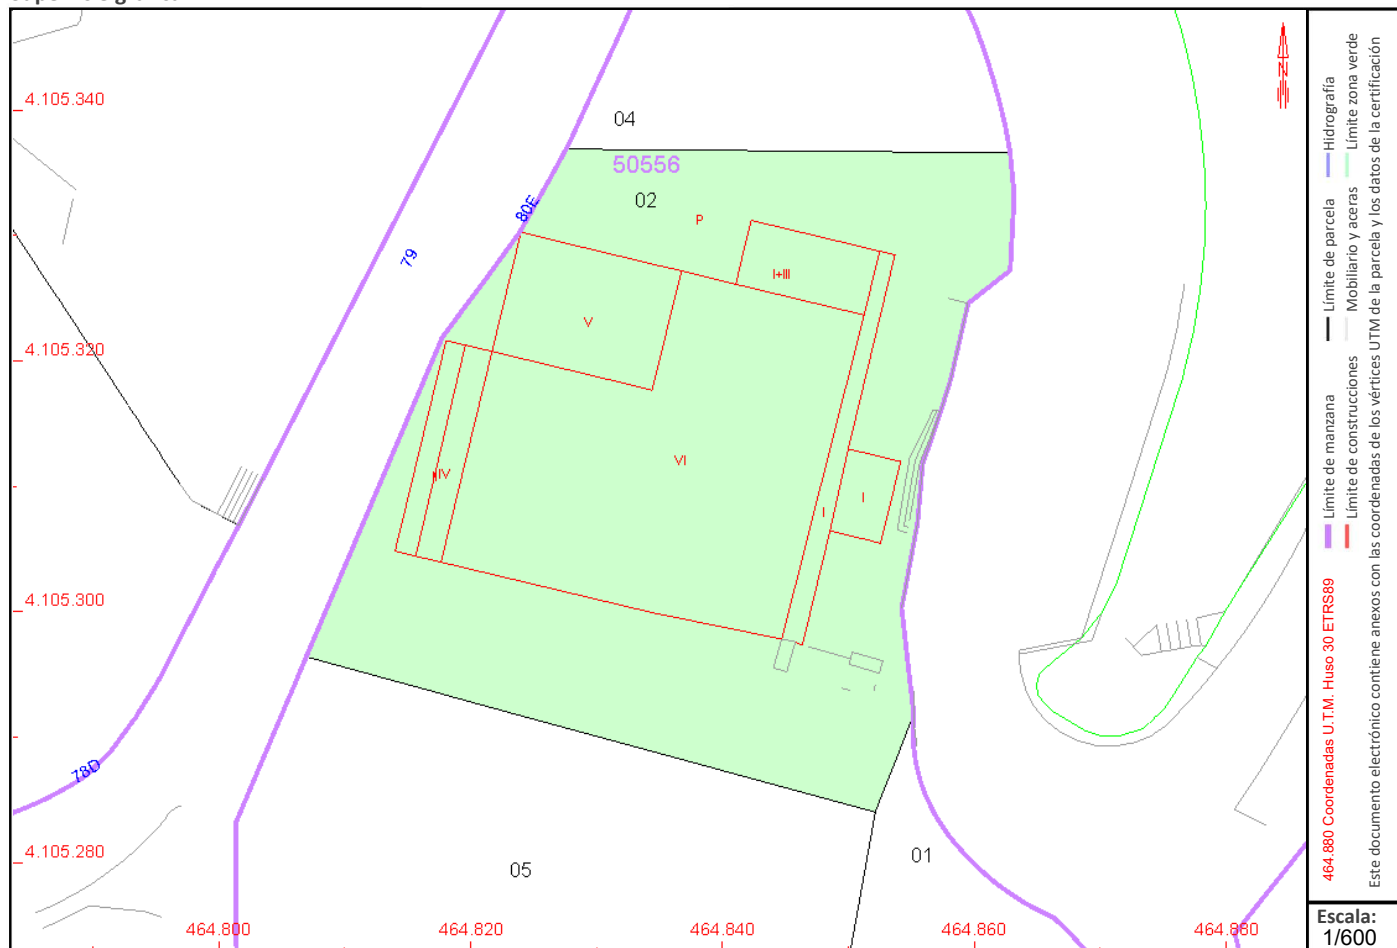 4.105.340
04
50556
02
80E
P
79
I+III
V
4.105.320
VI
IV
I
I
4.105.300
78D
4.105.280
05
01
464.800
464.820
464.840
464.860
464.880
N
464.880 Coordenadas U.T.M. Huso 30 ETRS89
Límite de manzana
Límite de parcela
Hidrografía
Límite de construcciones
Mobiliario y aceras
Límite zona verde
Este documento electrónico contiene anexos con las coordenadas de los vértices UTM de la parcela y los datos de la certificación
Escala:
1/600